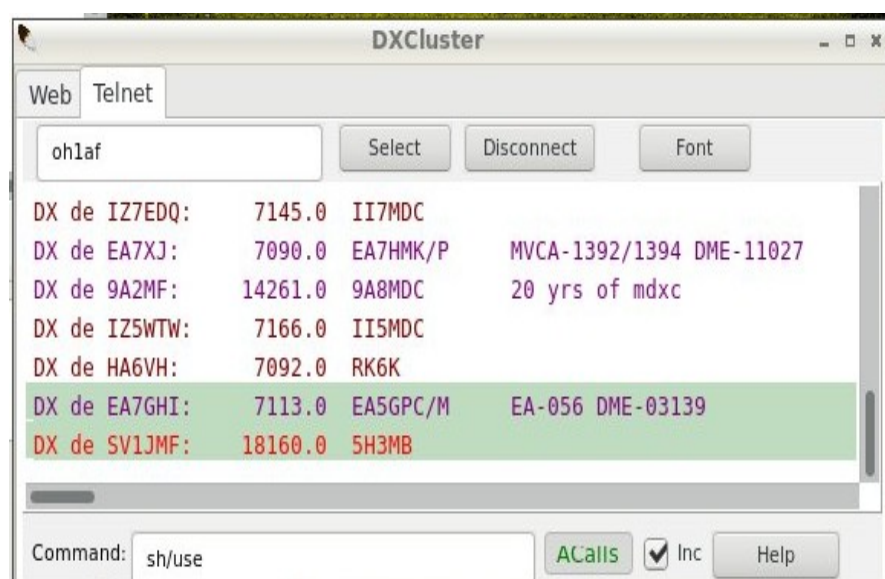 DXCluster
Web Telnet
oh1af Select Disconnect Font
DX de IZ7EDQ: 7145.0 II7MDC
DX de EA7XJ: 7090.0 EA7HMK/P MVCA-1392/1394 DME-11027
DX de 9A2MF: 14261.0 9A8MDC 20 yrs of mdxc
DX de IZ5WTW: 7166.0 II5MDC
DX de HA6VH: 7092.0 RK6K
DX de EA7GHI: 7113.0 EA5GPC/M EA-056 DME-03139
DX de SV1JMF: 18160.0 5H3MB
Command: sh/use ACalls Inc Help